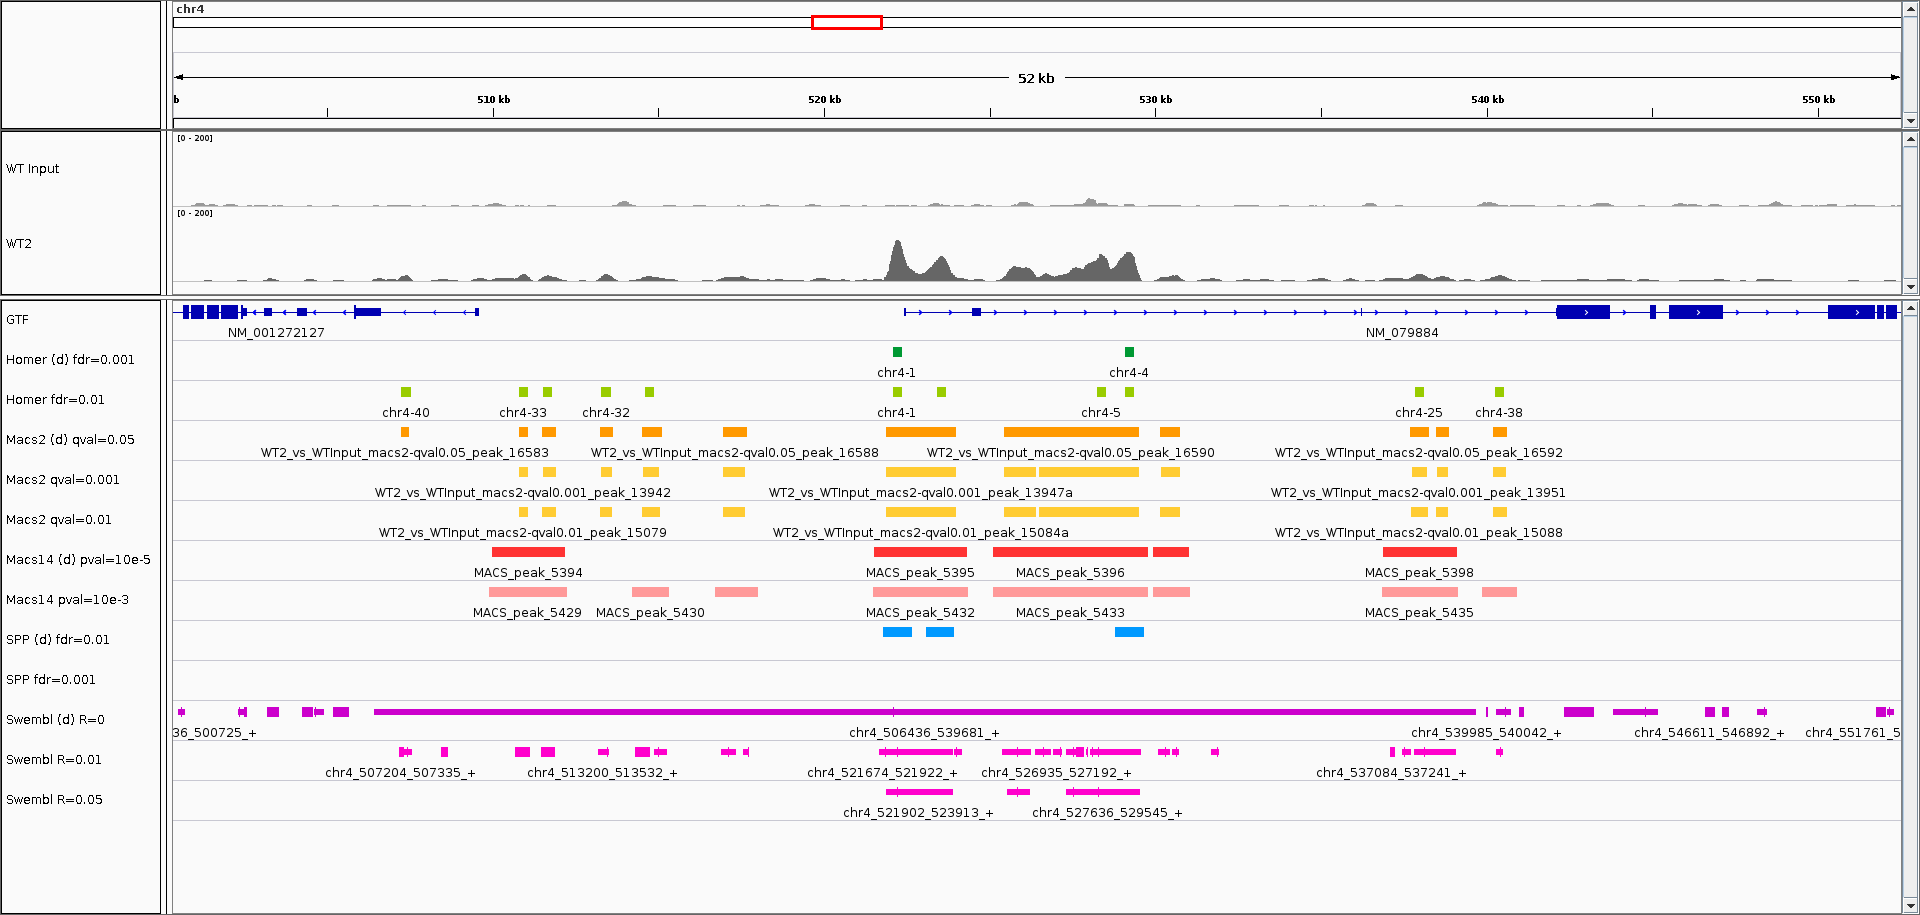 chr4
52 kb
b 510 kb 520 kb 530 kb 540 kb 550 kb
[0 - 200]
WT Input
[0 - 200]
WT2
GTF
NM_001272127 NM_079884
Homer (d) fdr=0.001
chr4-1 chr4-4
Homer fdr=0.01
chr4-40 chr4-33 chr4-32 chr4-1 chr4-5 chr4-25 chr4-38
Macs2 (d) qval=0.05
WT2_vs_WTInput_macs2-qval0.05_peak_16583 WT2_vs_WTInput_macs2-qval0.05_peak_16588 WT2_vs_WTInput_macs2-qval0.05_peak_16590 WT2_vs_WTInput_macs2-qval0.05_peak_16592
Macs2 qval=0.001
WT2_vs_WTInput_macs2-qval0.001_peak_13942 WT2_vs_WTInput_macs2-qval0.001_peak_13947a WT2_vs_WTInput_macs2-qval0.001_peak_13951
Macs2 qval=0.01
WT2_vs_WTInput_macs2-qval0.01_peak_15079 WT2_vs_WTInput_macs2-qval0.01_peak_15084a WT2_vs_WTInput_macs2-qval0.01_peak_15088
Macs14 (d) pval=10e-5
MACS_peak_5394 MACS_peak_5395 MACS_peak_5396 MACS_peak_5398
Macs14 pval=10e-3
MACS_peak_5429 MACS_peak_5430 MACS_peak_5432 MACS_peak_5433 MACS_peak_5435
SPP (d) fdr=0.01
SPP fdr=0.001
Swembl (d) R=0
36_500725_+ chr4_506436_539681_+ chr4_539985_540042_+ chr4_546611_546892_+ chr4_551761_5
Swembl R=0.01
chr4_507204_507335_+ chr4_513200_513532_+ chr4_521674_521922_+ chr4_526935_527192_+ chr4_537084_537241_+
Swembl R=0.05
chr4_521902_523913_+ chr4_527636_529545_+